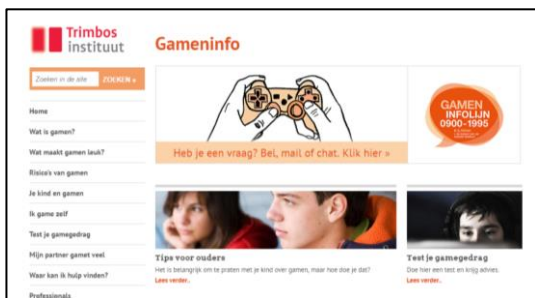 Trimbos
instituut
Gameninfo
Zoeken in de site
ZOEKEN »
Home
Wat is gamen?
Wat maakt gamen leuk?
Risico's van gamen
Je kind en gamen
Ik game zelf
Test je gamegedrag
Mijn partner gamet veel
Waar kan ik hulp vinden?
Professionals
Heb je een vraag? Bel, mail of chat. Klik hier »
GAMEN
INFOLIJN
0900-1995
Tips voor ouders
Het is belangrijk om te praten met je kind over gamen, maar hoe doe je dat?
Lees verder..
Test je gamegedrag
Doe hier een test en krijg advies.
Lees verder..